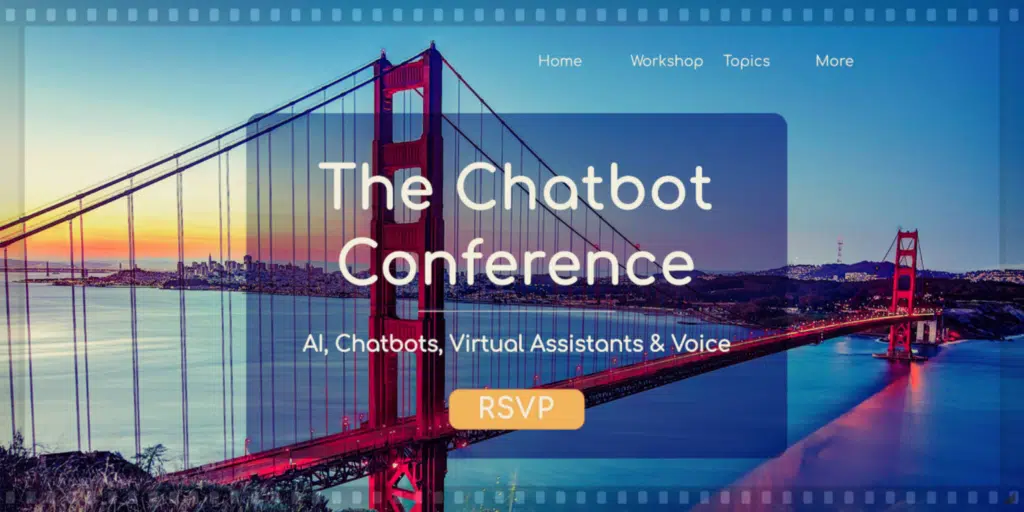 Home
Workshop
Topics
More
The Chatbot
Conference
AI, Chatbots, Virtual Assistants & Voice
RSVP